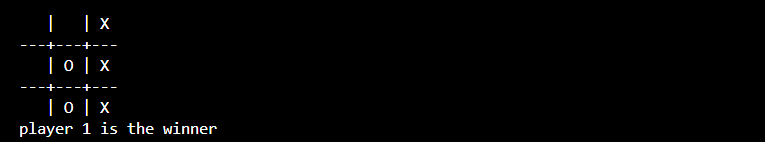 |   | X
---+---+---
   | O | X
---+---+---
   | O | X
player 1 is the winner